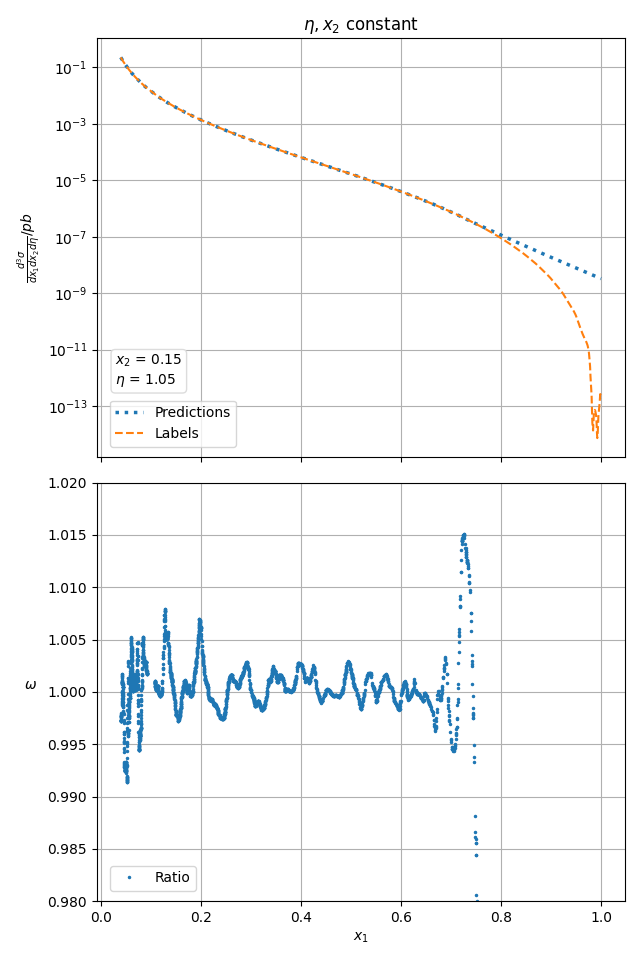 η, x₂ constant
10⁻¹
10⁻³
10⁻⁵
10⁻⁷
10⁻⁹
10⁻¹¹
10⁻¹³
d³σ/dx₁dx₂dη/pb
x₂ = 0.15
η = 1.05
Predictions
Labels
1.020
1.015
1.010
1.005
1.000
0.995
0.990
0.985
0.980
ω
Ratio
0.0 0.2 0.4 0.6 0.8 1.0
x₁